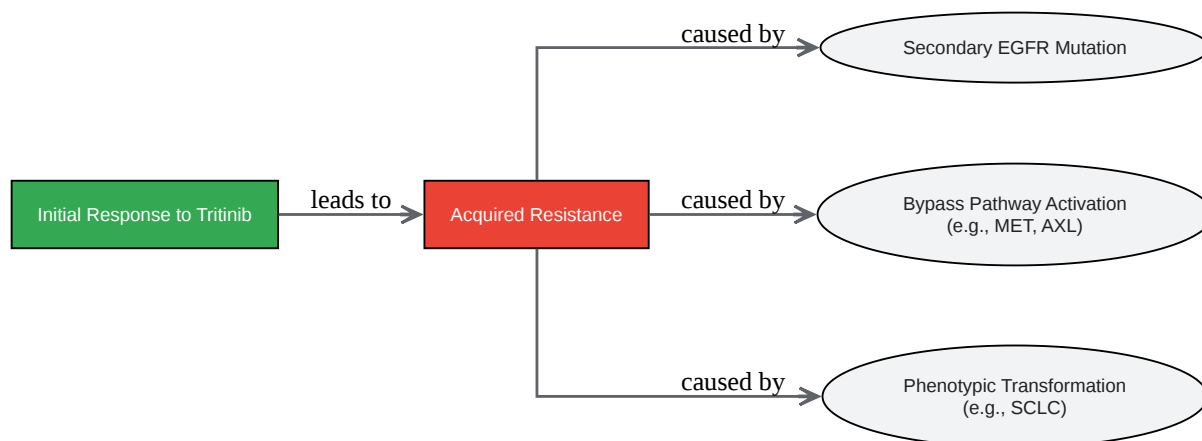 caused by
Secondary EGFR Mutation
Initial Response to Tritinib
leads to
Acquired Resistance
caused by
Bypass Pathway Activation
(e.g., MET, AXL)
caused by
Phenotypic Transformation
(e.g., SCLC)